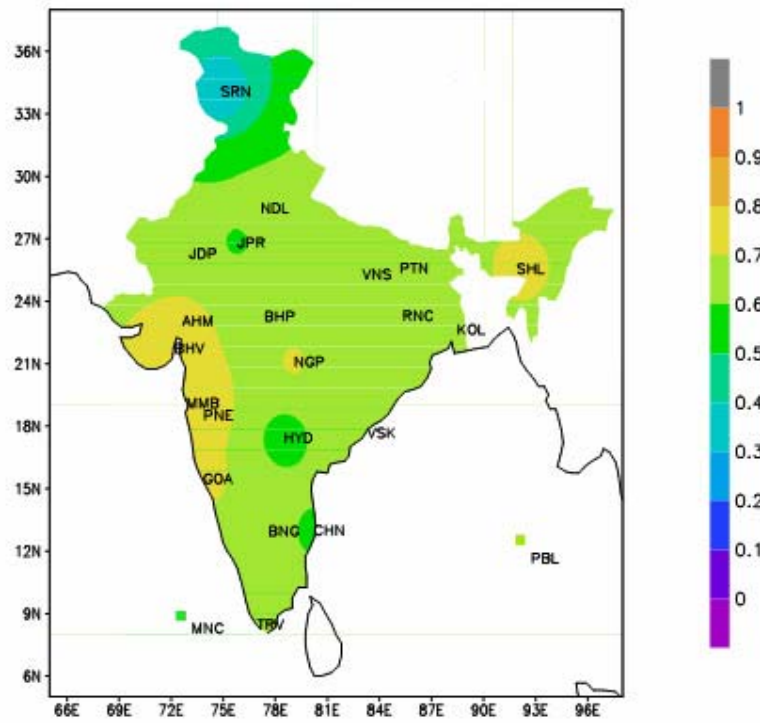 36N
33N
30N
27N
24N
21N
18N
15N
12N
9N
6N
SRN
NDL
JPR
JDP
VNS
PTN
SHL
AHM
BHP
RNC
KOL
BHV
NGP
MMB
PNE
HYD
VSK
GOA
BNG
CHN
PBL
MNC
TRV
66E 69E 72E 75E 78E 81E 84E 87E 90E 93E 96E
1
0.9
0.8
0.7
0.6
0.5
0.4
0.3
0.2
0.1
0